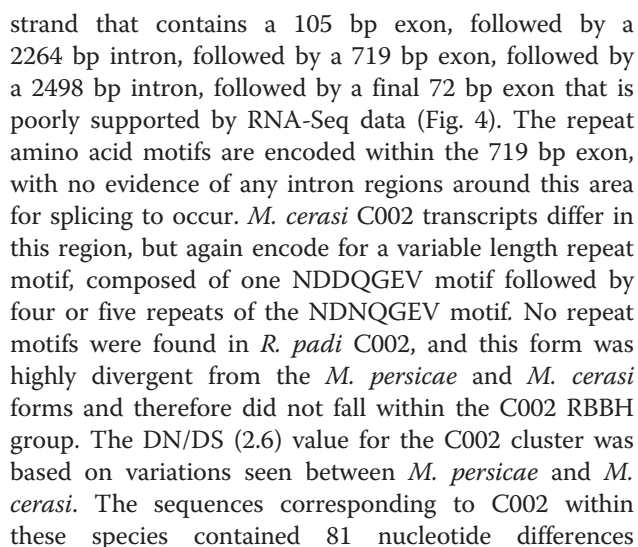 strand that contains a 105 bp exon, followed by a
2264 bp intron, followed by a 719 bp exon, followed by
a 2498 bp intron, followed by a final 72 bp exon that is
poorly supported by RNA-Seq data (Fig. 4). The repeat
amino acid motifs are encoded within the 719 bp exon,
with no evidence of any intron regions around this area
for splicing to occur. M. cerasi C002 transcripts differ in
this region, but again encode for a variable length repeat
motif, composed of one NDDQGEV motif followed by
four or five repeats of the NDNQGEV motif. No repeat
motifs were found in R. padi C002, and this form was
highly divergent from the M. persicae and M. cerasi
forms and therefore did not fall within the C002 RBBH
group. The DN/DS (2.6) value for the C002 cluster was
based on variations seen between M. persicae and M.
cerasi. The sequences corresponding to C002 within
these species contained 81 nucleotide differences